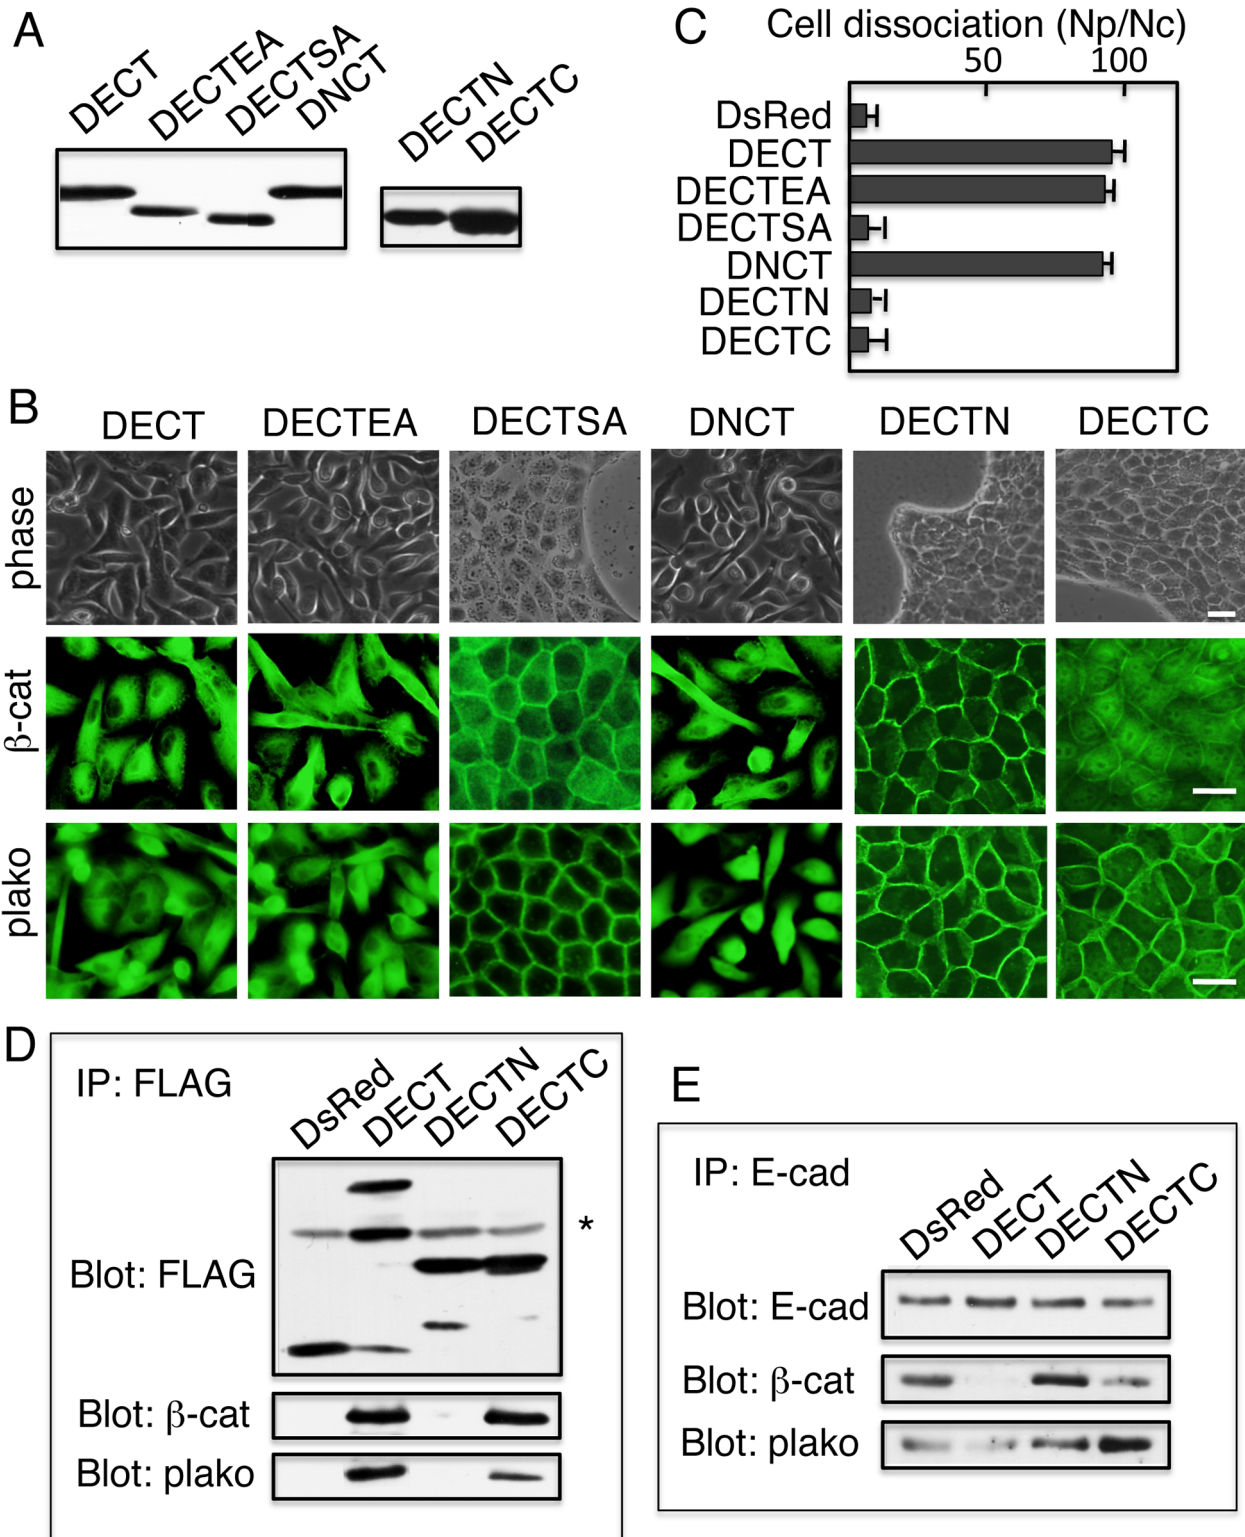 A
DECT
DECTEA
DECTSA
DNCT
DECTN
DECTC
C
Cell dissociation (Np/Nc)
50 100
DsRed
DECT
DECTEA
DECTSA
DNCT
DECTN
DECTC
B
DECT DECTEA DECTSA DNCT DECTN DECTC
phase
β-cat
plako
D
IP: FLAG
DsRed
DECT
DECTN
DECTC
*
Blot: FLAG
Blot: β-cat
Blot: plako
E
IP: E-cad
DsRed
DECT
DECTN
DECTC
Blot: E-cad
Blot: β-cat
Blot: plako